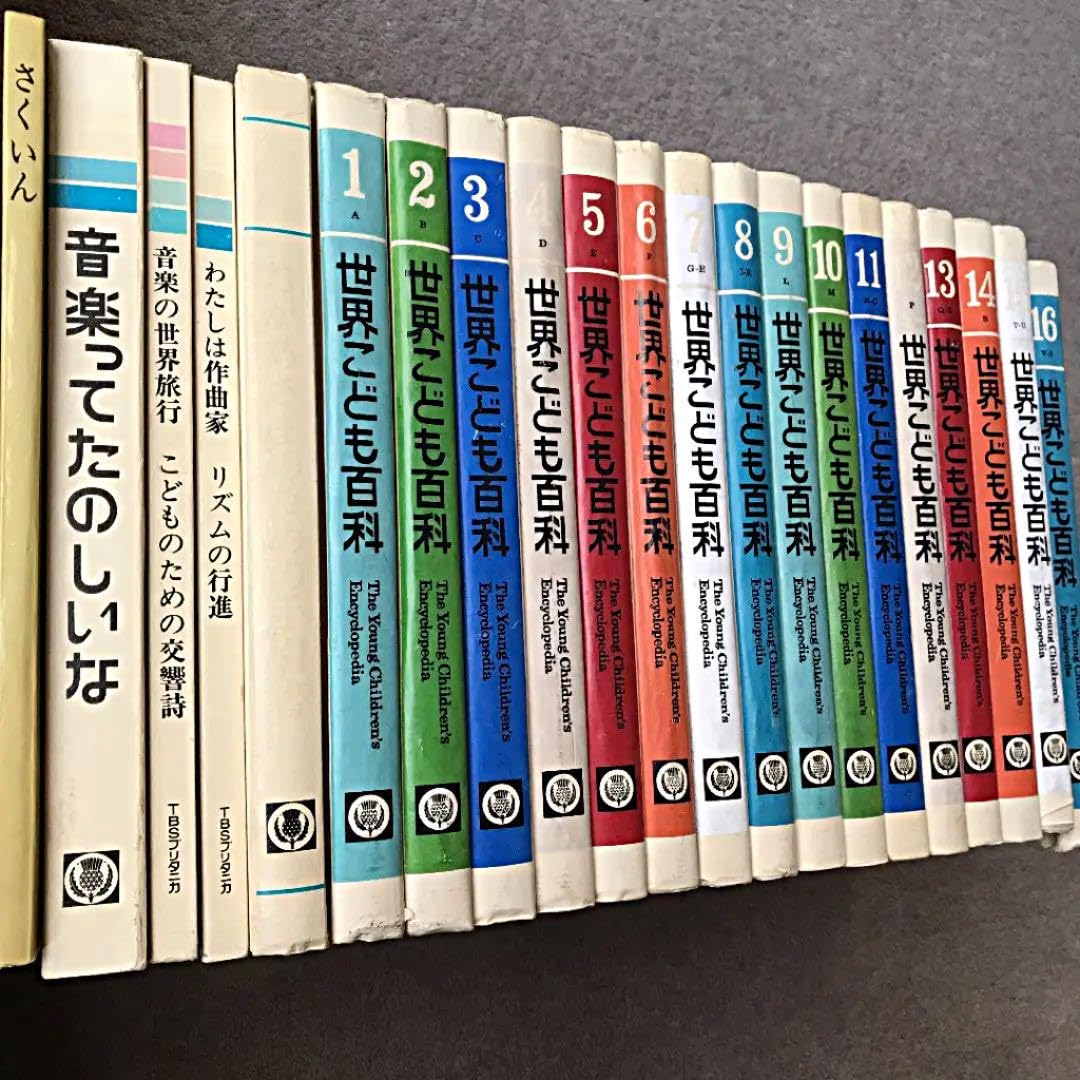 さくいん
音楽ってたのしいな
音楽の世界旅行 こどものための交響詩
TBSブリタニカ
わたしは作曲家 リズムの行進
TBSブリタニカ
1
A
世界こども百科
The Young Children's
Encyclopedia
2
B
世界こども百科
The Young Children's
Encyclopedia
3
C
世界こども百科
The Young Children's
Encyclopedia
4
D
世界こども百科
The Young Children's
Encyclopedia
5
E
世界こども百科
The Young Children's
Encyclopedia
6
F
世界こども百科
The Young Children's
Encyclopedia
7
G-H
世界こども百科
The Young Children's
Encyclopedia
8
世界こども百科
The Young Children's
Encyclopedia
9
L
世界こども百科
The Young Children's
Encyclopedia
10
M
世界こども百科
The Young Children's
Encyclopedia
11
N-O
世界こども百科
The Young Children's
Encyclopedia
P
世界こども百科
The Young Children's
Encyclopedia
13
世界こども百科
The Young Children's
Encyclopedia
14
世界こども百科
The Young Children's
Encyclopedia
T-U
世界こども百科
The Young Children's
Encyclopedia
16
世界こども百科
Encyclopedia